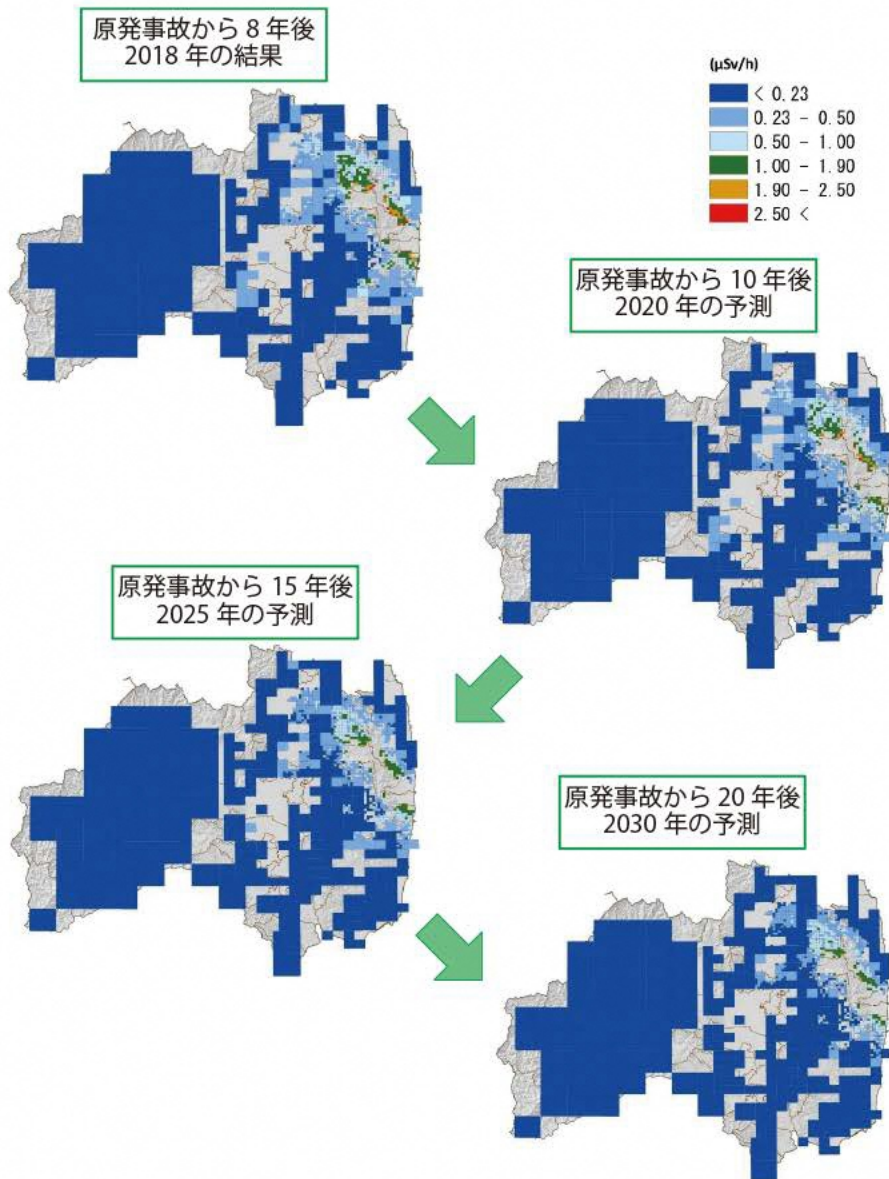 原発事故から 8 年後
2018 年の結果
(μSv/h)
< 0.23
0.23 - 0.50
0.50 - 1.00
1.00 - 1.90
1.90 - 2.50
2.50 <
原発事故から 10 年後
2020 年の予測
原発事故から 15 年後
2025 年の予測
原発事故から 20 年後
2030 年の予測